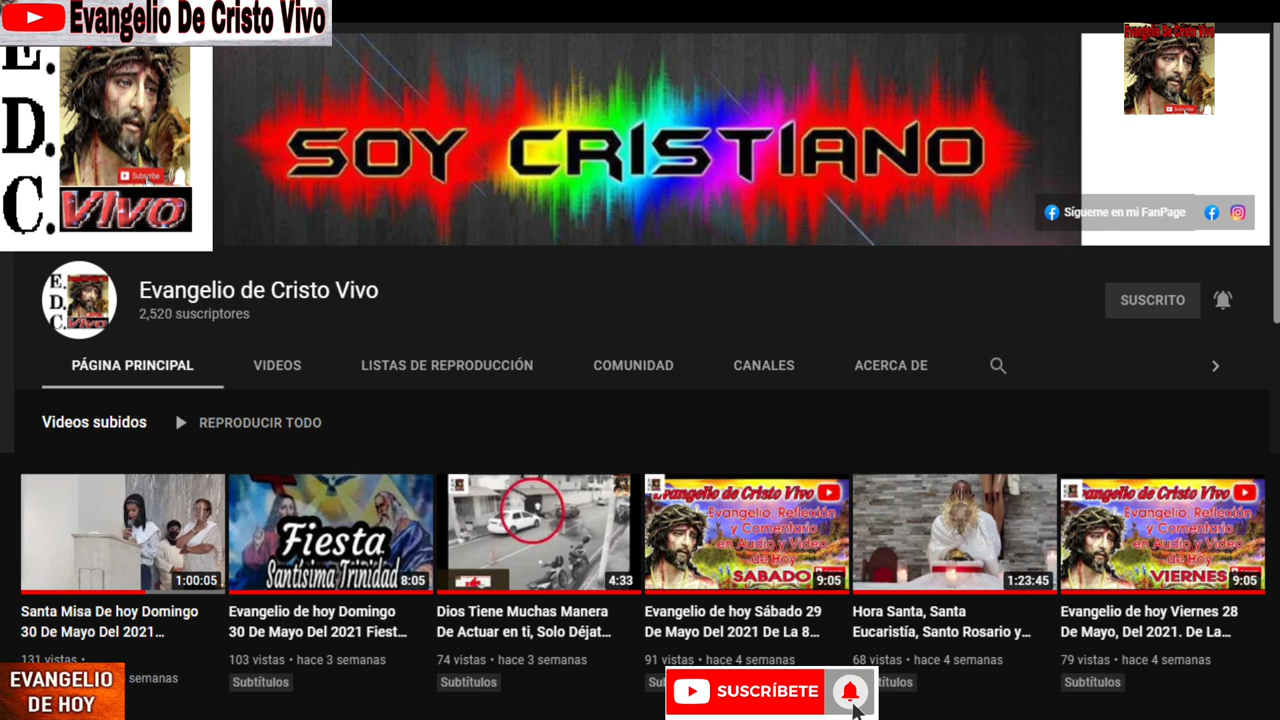 Evangelio De Cristo Vivo
E.
D.
C. Vivo
Subscribe
SOY CRISTIANO
Evangelio De Cristo Vivo
Sígueme en mi FanPage
Evangelio de Cristo Vivo
2,520 suscriptores
SUSCRITO
PÁGINA PRINCIPAL VIDEOS LISTAS DE REPRODUCCIÓN COMUNIDAD CANALES ACERCA DE
Videos subidos REPRODUCIR TODO
1:00:05
Fiesta
Santísima Trinidad
8:05
4:33
Evangelio de Cristo Vivo
Evangelio, Reflexión
y Comentario
en Audio y Video
de Hoy
SABADO
9:05
1:23:45
Evangelio de Cristo Vivo
Evangelio, Reflexión
y Comentario
en Audio y Video
de Hoy
VIERNES
9:05
Santa Misa De hoy Domingo
30 De Mayo Del 2021...
131 vistas •
semanas
Evangelio de hoy Domingo
30 De Mayo Del 2021 Fiest...
103 vistas • hace 3 semanas
Subtítulos
Dios Tiene Muchas Manera
De Actuar en ti, Solo Déjat...
74 vistas • hace 3 semanas
Subtítulos
Evangelio de hoy Sábado 29
De Mayo Del 2021 De La 8...
91 vistas • hace 4 semanas
Hora Santa, Santa
Eucaristía, Santo Rosario y...
68 vistas • hace 4 semanas
Evangelio de hoy Viernes 28
De Mayo, Del 2021. De La...
79 vistas • hace 4 semanas
Subtítulos
EVANGELIO
DE HOY
SUSCRÍBETE